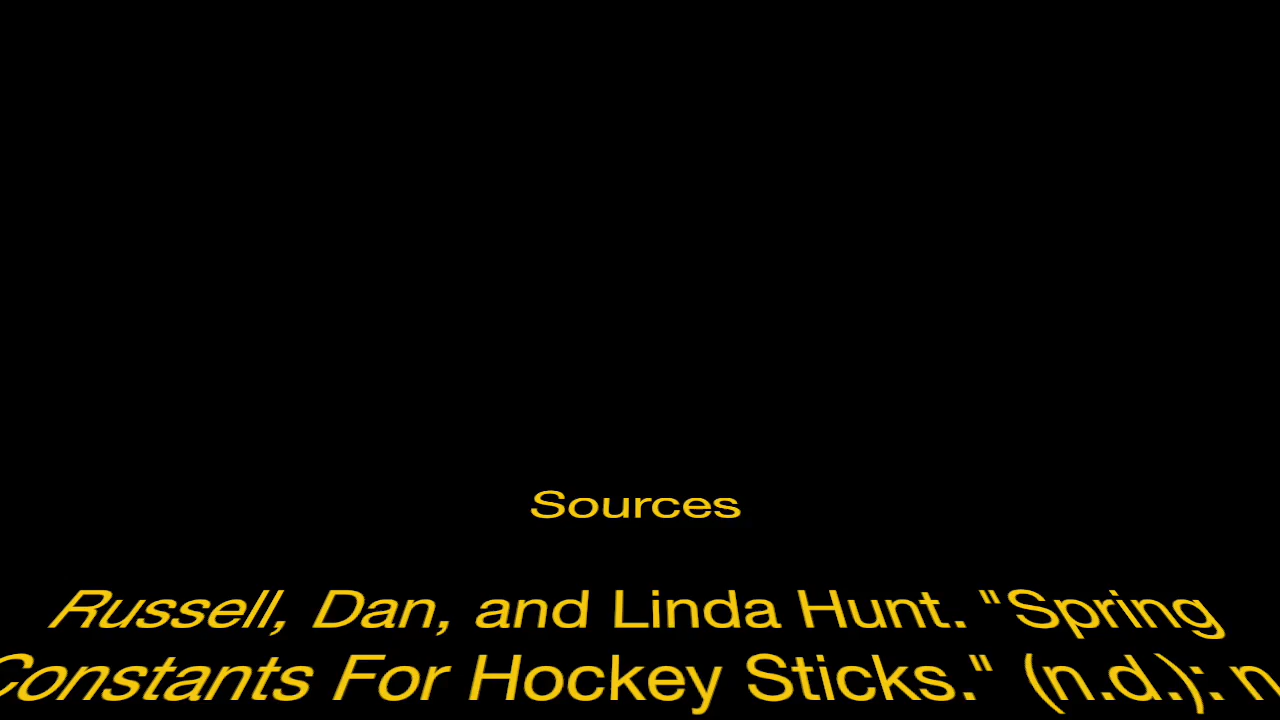 Sources
Russell, Dan, and Linda Hunt. "Spring
Constants For Hockey Sticks." (n.d.): n